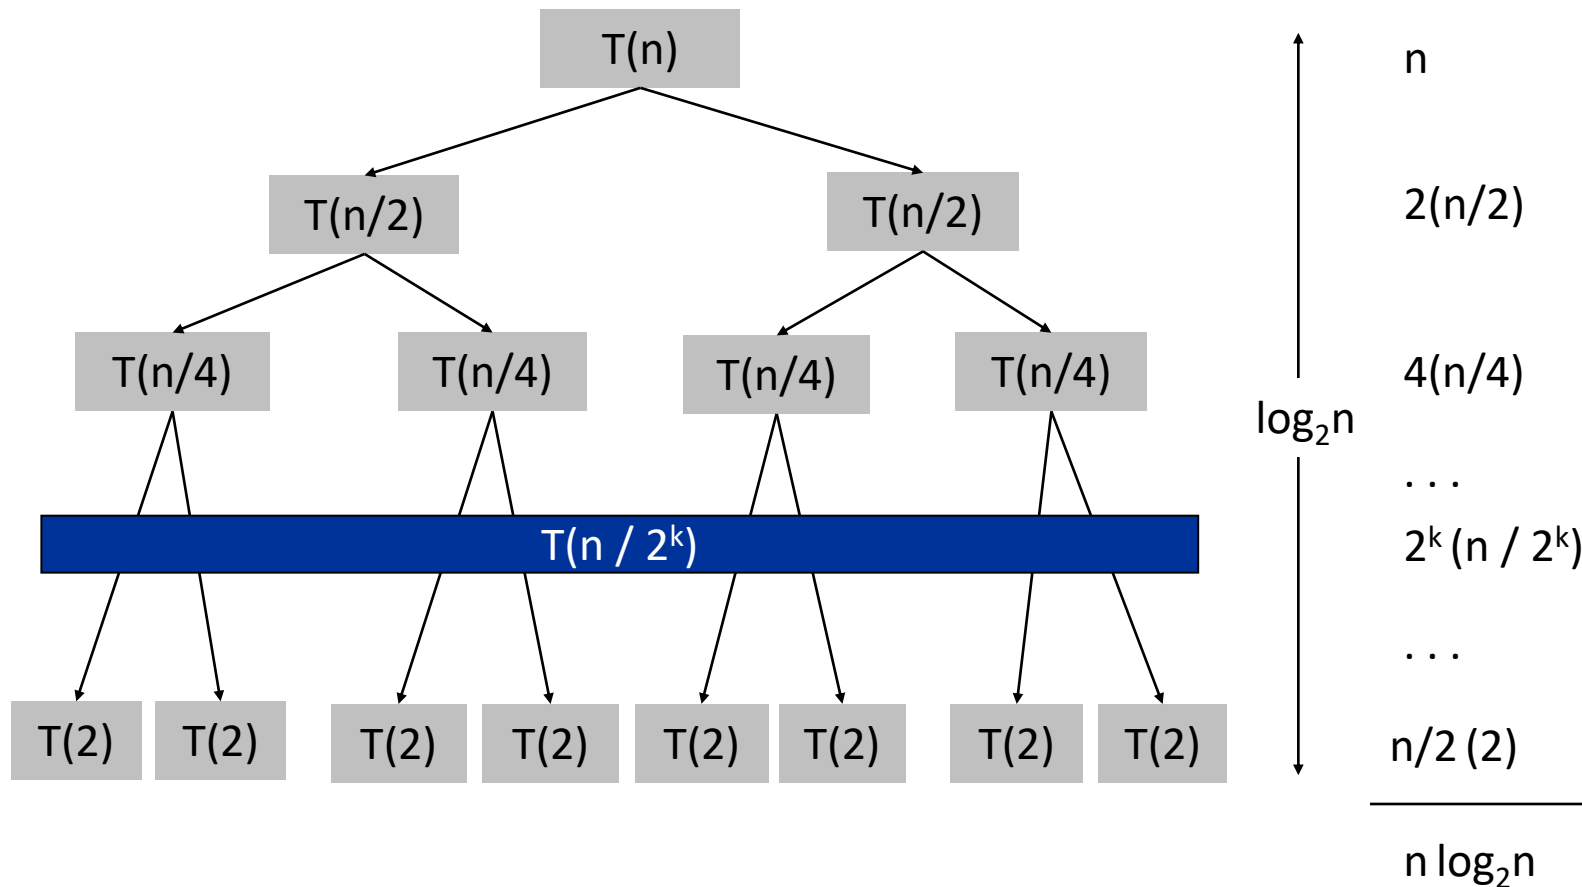 T(n)
n
T(n/2)
T(n/2)
2(n/2)
T(n/4)
T(n/4)
T(n/4)
T(n/4)
4(n/4)
log₂n
. . .
T(n / 2ᵏ)
2ᵏ (n / 2ᵏ)
. . .
T(2)
T(2)
T(2)
T(2)
T(2)
T(2)
T(2)
T(2)
n/2 (2)
n log₂n